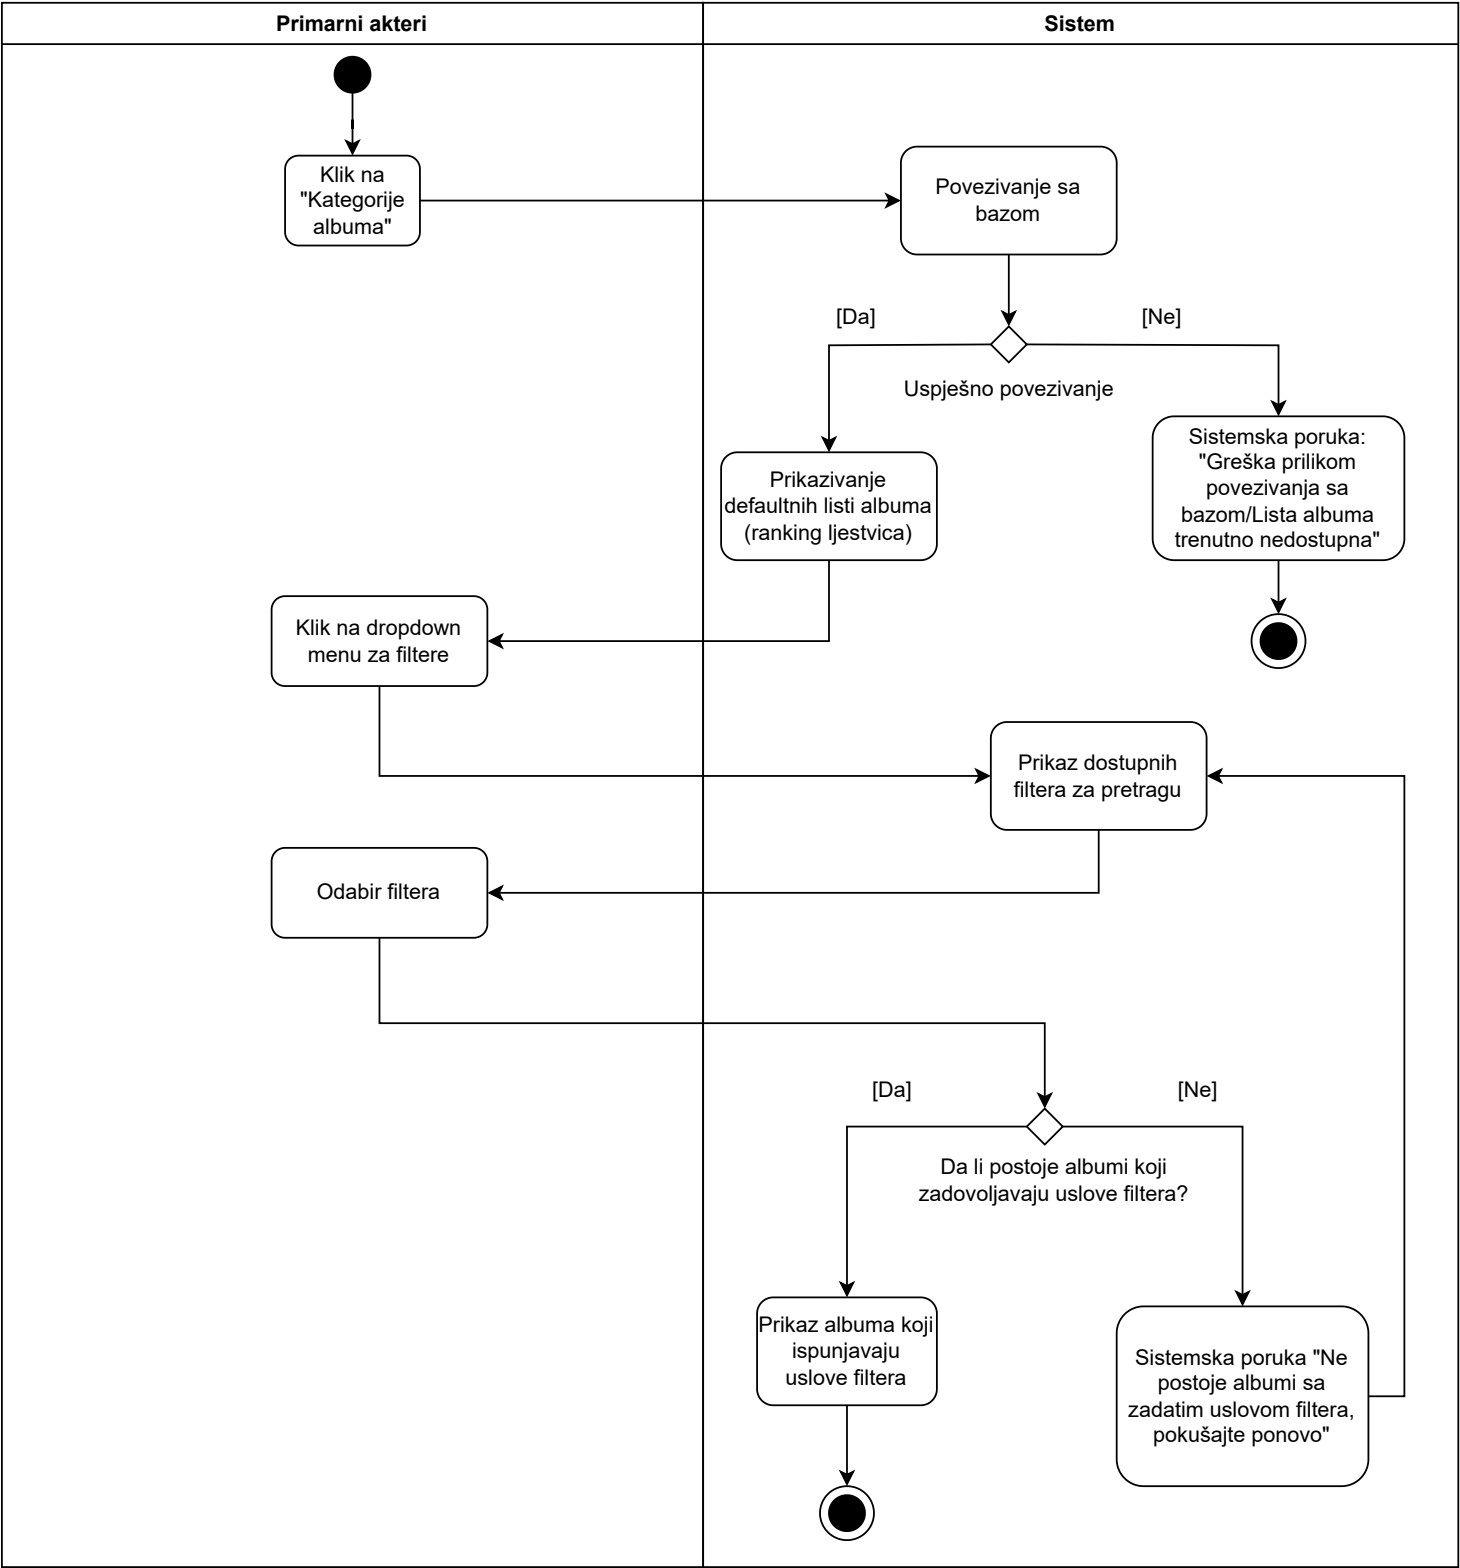 Primarni akteri
Sistem
Klik na
"Kategorije
albuma"
Povezivanje sa
bazom
[Da]
[Ne]
Uspješno povezivanje
Prikazivanje
defaultnih listi albuma
(ranking ljestvica)
Sistemska poruka:
"Greška prilikom
povezivanja sa
bazom/Lista albuma
trenutno nedostupna"
Klik na dropdown
menu za filtere
Prikaz dostupnih
filtera za pretragu
Odabir filtera
[Da]
[Ne]
Da li postoje albumi koji
zadovoljavaju uslove filtera?
Prikaz albuma koji
ispunjavaju
uslove filtera
Sistemska poruka "Ne
postoje albumi sa
zadatim uslovom filtera,
pokušajte ponovo"